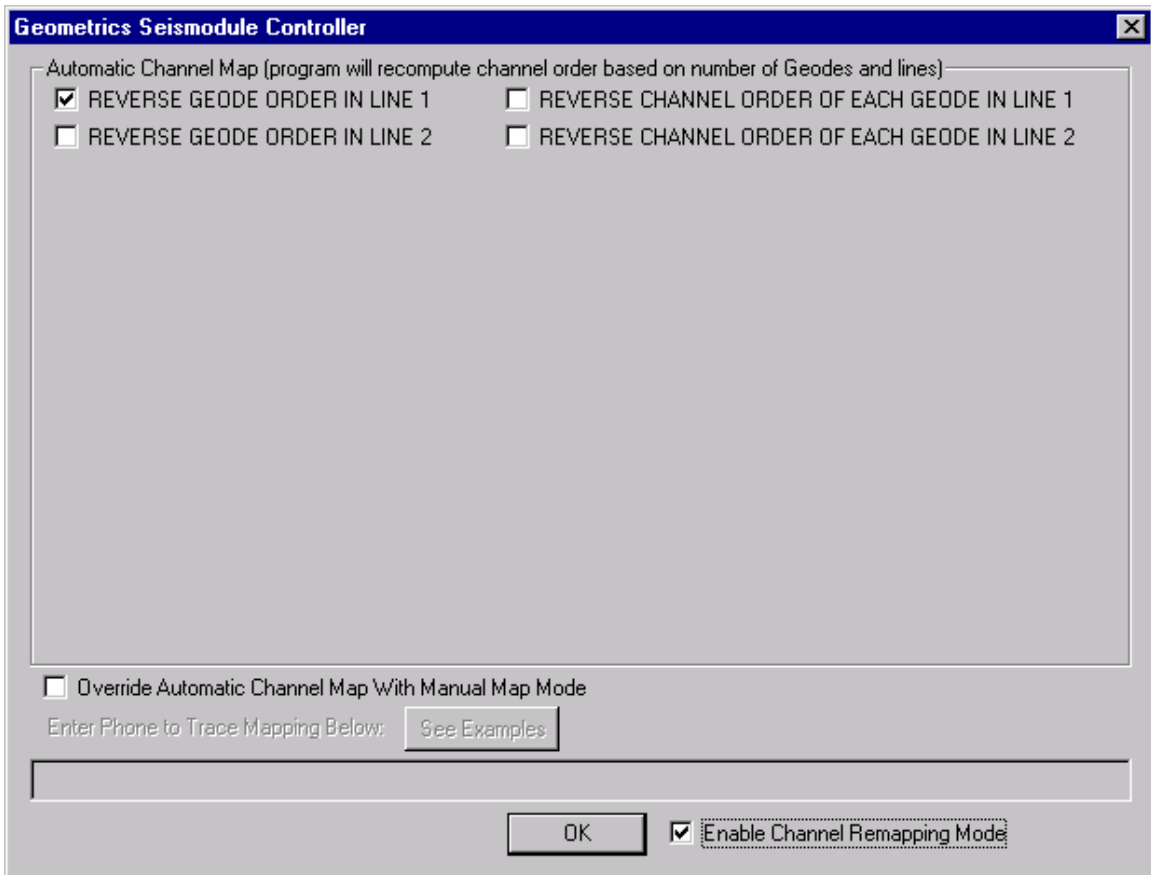 Geometrics Seismodule Controller
Automatic Channel Map (program will recompute channel order based on number of Geodes and lines)
REVERSE GEODE ORDER IN LINE 1 REVERSE CHANNEL ORDER OF EACH GEODE IN LINE 1
REVERSE GEODE ORDER IN LINE 2 REVERSE CHANNEL ORDER OF EACH GEODE IN LINE 2
Override Automatic Channel Map With Manual Map Mode
Enter Phone to Trace Mapping Below: See Examples
OK Enable Channel Remapping Mode